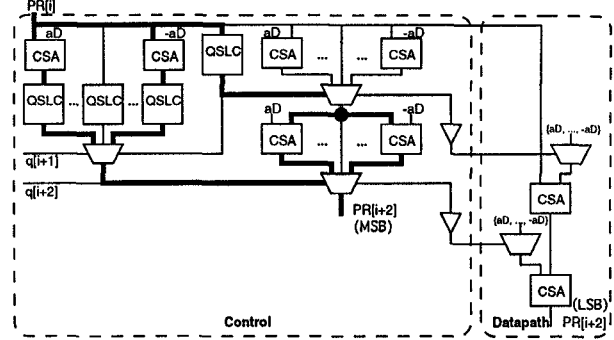 PR[i]
aD -aD aD -aD
CSA CSA QSLC CSA ... ... CSA
QSLC ... QSLC ... QSLC
aD -aD
CSA ... ... CSA
{aD, ..., -aD}
q[i+1]
q[i+2]
CSA
PR[i+2]
(MSB)
{aD, ..., -aD}
CSA
(LSB)
Control
Datapath PR[i+2]